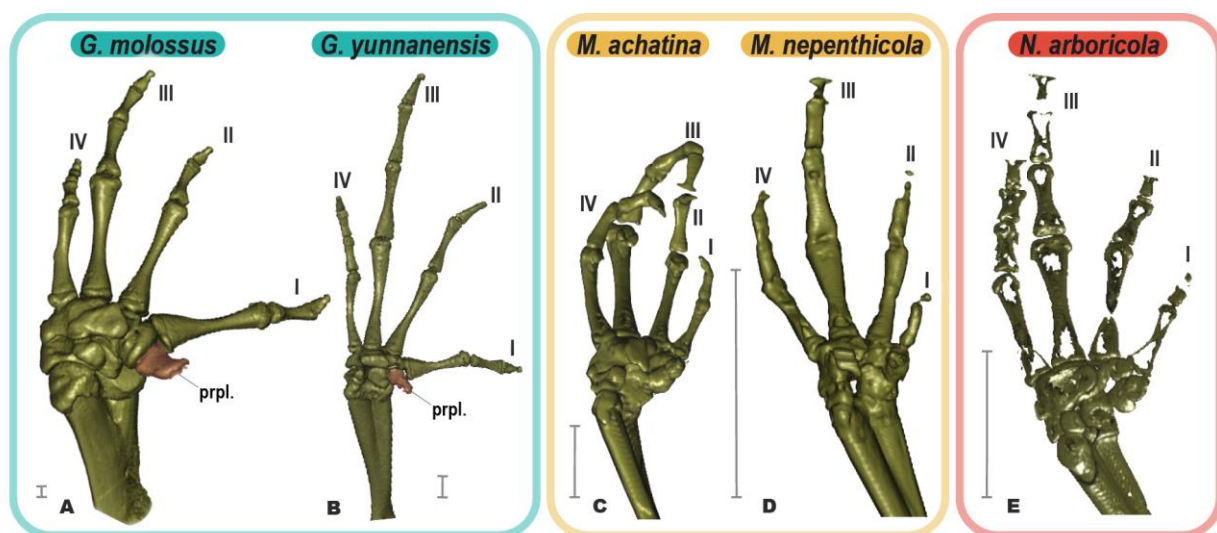 G. molossus
G. yunnanensis
M. achatina
M. nepenthicola
N. arboricola
III
II
IV
I
prpl.
A
III
IV
II
I
prpl.
B
III
IV
II
I
C
III
II
IV
I
D
III
IV
II
I
E